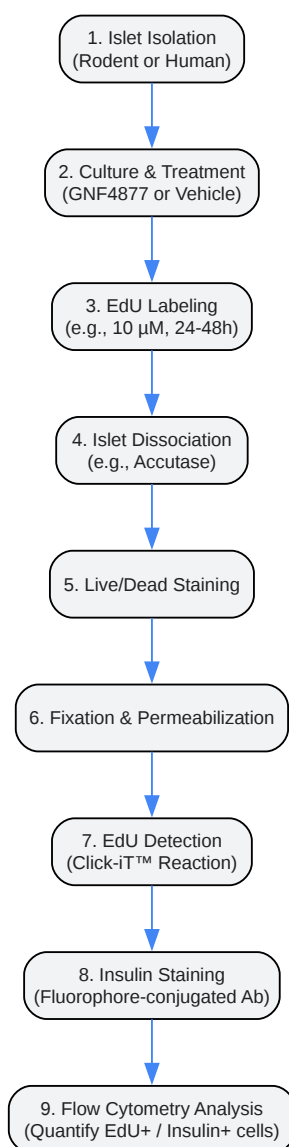 1. Islet Isolation
(Rodent or Human)
2. Culture & Treatment
(GNF4877 or Vehicle)
3. EdU Labeling
(e.g., 10 µM, 24-48h)
4. Islet Dissociation
(e.g., Accutase)
5. Live/Dead Staining
6. Fixation & Permeabilization
7. EdU Detection
(Click-iT™ Reaction)
8. Insulin Staining
(Fluorophore-conjugated Ab)
9. Flow Cytometry Analysis
(Quantify EdU+ / Insulin+ cells)